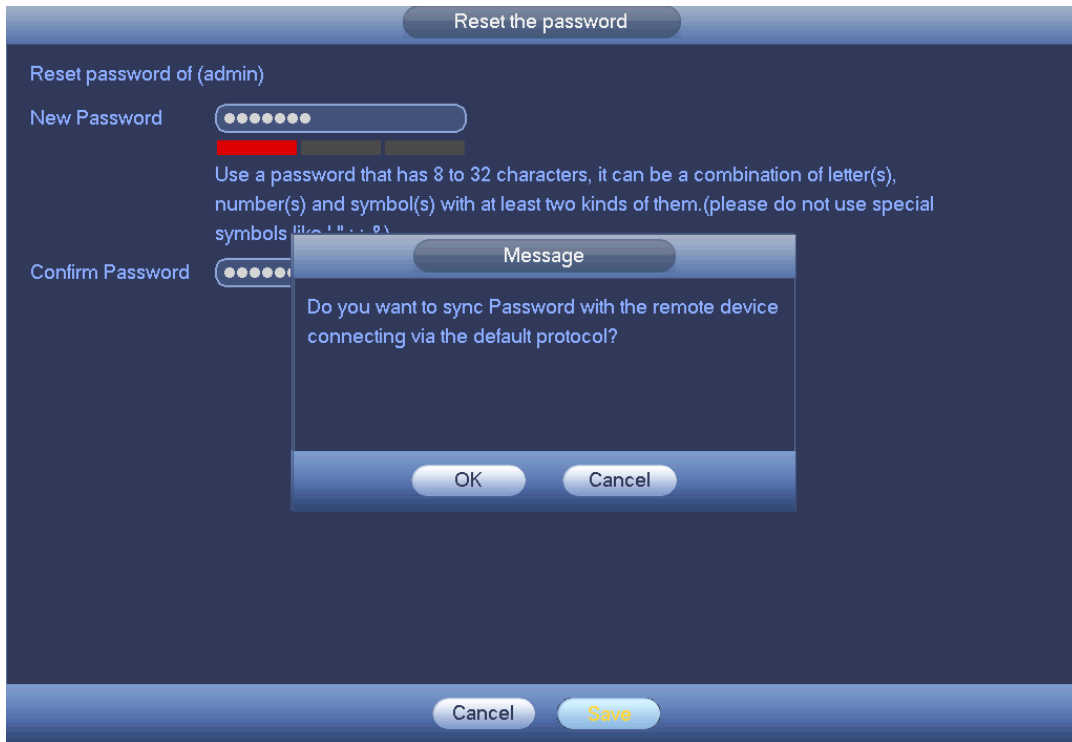 Reset the password
Reset password of (admin)
New Password ●●●●●●●
Use a password that has 8 to 32 characters, it can be a combination of letter(s),
number(s) and symbol(s) with at least two kinds of them.(please do not use special
symbols
Confirm Password ●●●●●●
Message
Do you want to sync Password with the remote device
connecting via the default protocol?
OK Cancel
Cancel Save